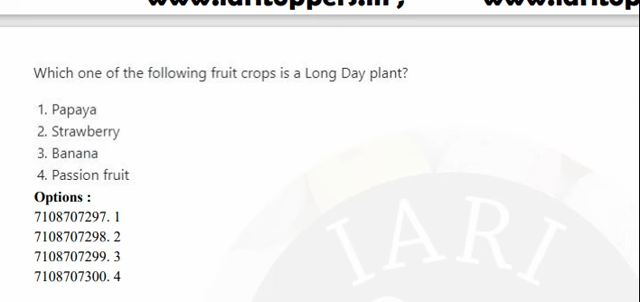 Which one of the following fruit crops is a Long Day plant?
1. Papaya
2. Strawberry
3. Banana
4. Passion fruit
Options :
7108707297. 1
7108707298. 2
7108707299. 3
7108707300. 4
IARI